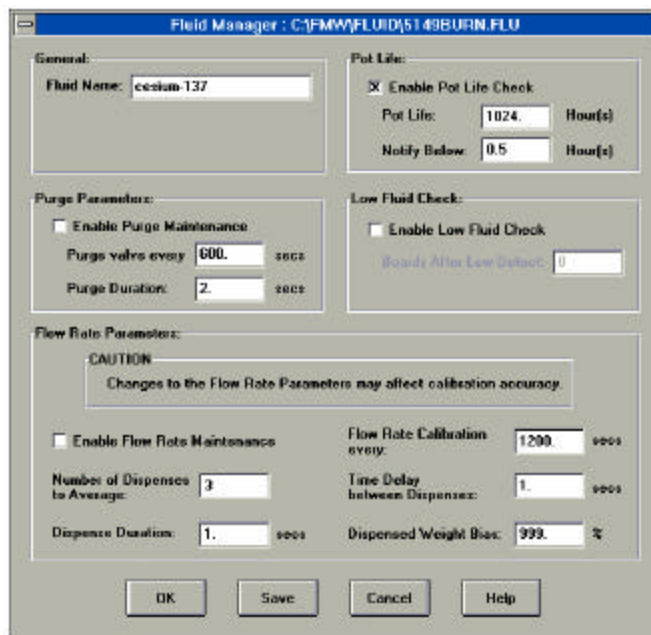 Fluid Manager : C:\FMW\FLUID\5149BURN.FLU
General:
Fluid Name: cesium-137
Pot Life:
Enable Pot Life Check
Pot Life: 1024. Hour(s)
Notify Below: 0.5 Hour(s)
Purge Parameters:
Enable Purge Maintenance
Purge valve every 600. secs
Purge Duration: 2. secs
Low Fluid Check:
Enable Low Fluid Check
Boards After Low Detect: 0
Flow Rate Parameters:
CAUTION
Changes to the Flow Rate Parameters may affect calibration accuracy.
Enable Flow Rate Maintenance
Number of Dispenses
to Average: 3
Dispense Duration: 1. secs
Flow Rate Calibration
every: 1200. secs
Time Delay
between Dispenses: 1. secs
Dispensed Weight Bias: 999. %
OK Save Cancel Help